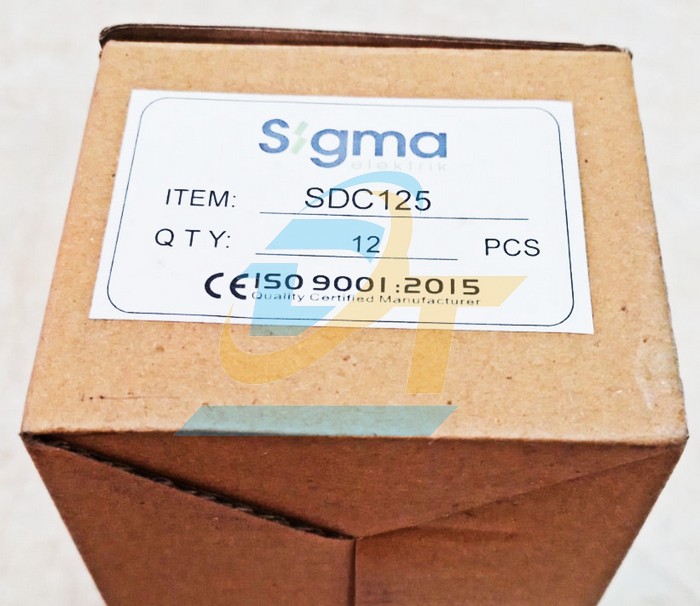 Sigma
elektrik
ITEM: SDC125
QTY: 12 PCS
CE ISO 9001:2015
Quality Certified Manufacturer